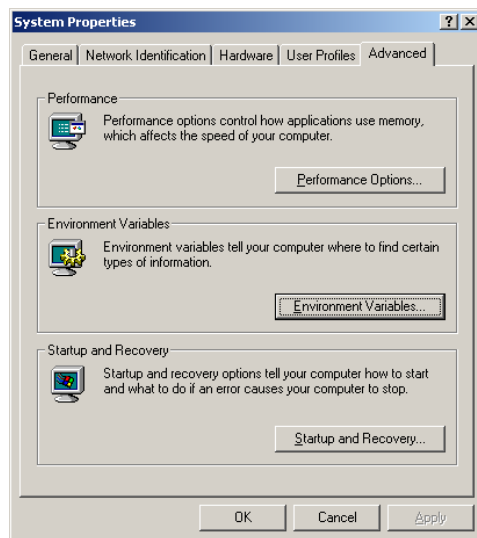 System Properties
General
Network Identification
Hardware
User Profiles
Advanced
Performance
Performance options control how applications use memory,
which affects the speed of your computer.
Performance Options...
Environment Variables
Environment variables tell your computer where to find certain
types of information.
Environment Variables...
Startup and Recovery
Startup and recovery options tell your computer how to start
and what to do if an error causes your computer to stop.
Startup and Recovery...
OK
Cancel
Apply